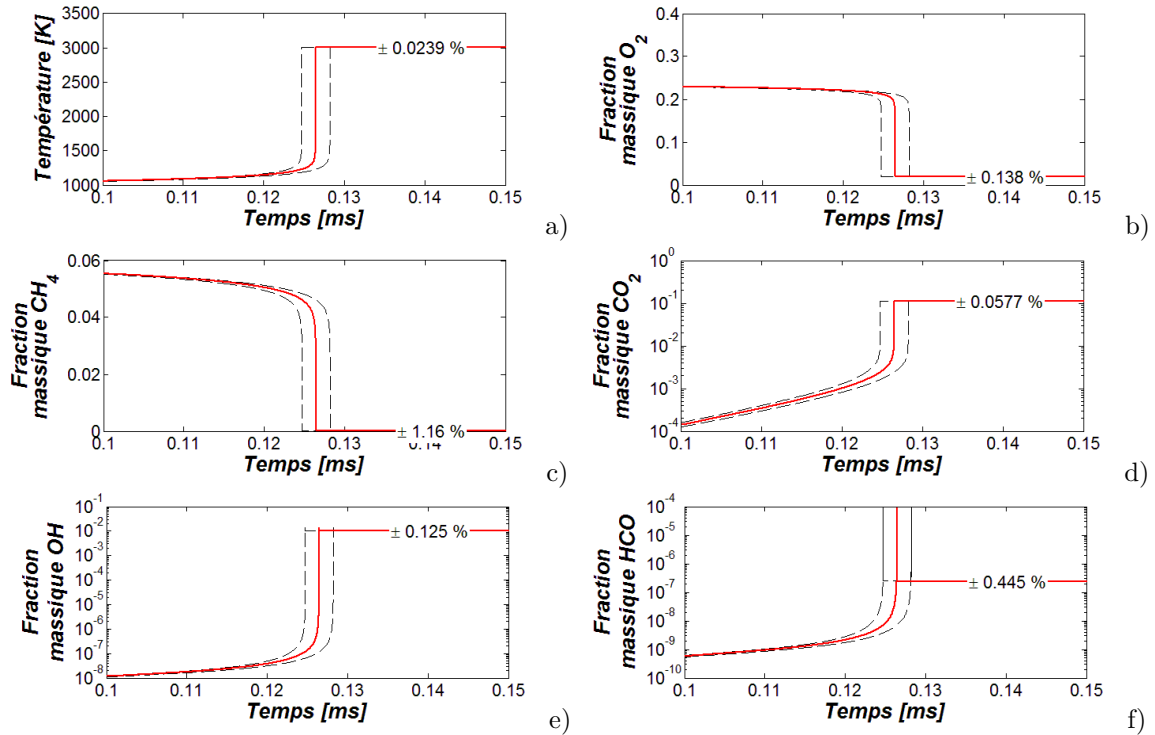 3500
3000
2500
2000
1500
1000
Température [K]
± 0.0239 %
0.1 0.11 0.12 0.13 0.14 0.15
Temps [ms]
a)
0.4
0.3
0.2
0.1
0
Fraction
massique O2
± 0.138 %
0.1 0.11 0.12 0.13 0.14 0.15
Temps [ms]
b)
0.06
0.04
0.02
0
Fraction
massique CH4
± 1.16 %
0.1 0.11 0.12 0.13 0.14 0.15
Temps [ms]
c)
10^0
10^-1
10^-2
10^-3
10^-4
Fraction
massique CO2
± 0.0577 %
0.1 0.11 0.12 0.13 0.14 0.15
Temps [ms]
d)
10^-1
10^-2
10^-3
10^-4
10^-5
10^-6
10^-7
10^-8
Fraction
massique OH
± 0.125 %
0.1 0.11 0.12 0.13 0.14 0.15
Temps [ms]
e)
10^-4
10^-5
10^-6
10^-7
10^-8
10^-9
10^-10
Fraction
massique HCO
± 0.445 %
0.1 0.11 0.12 0.13 0.14 0.15
Temps [ms]
f)